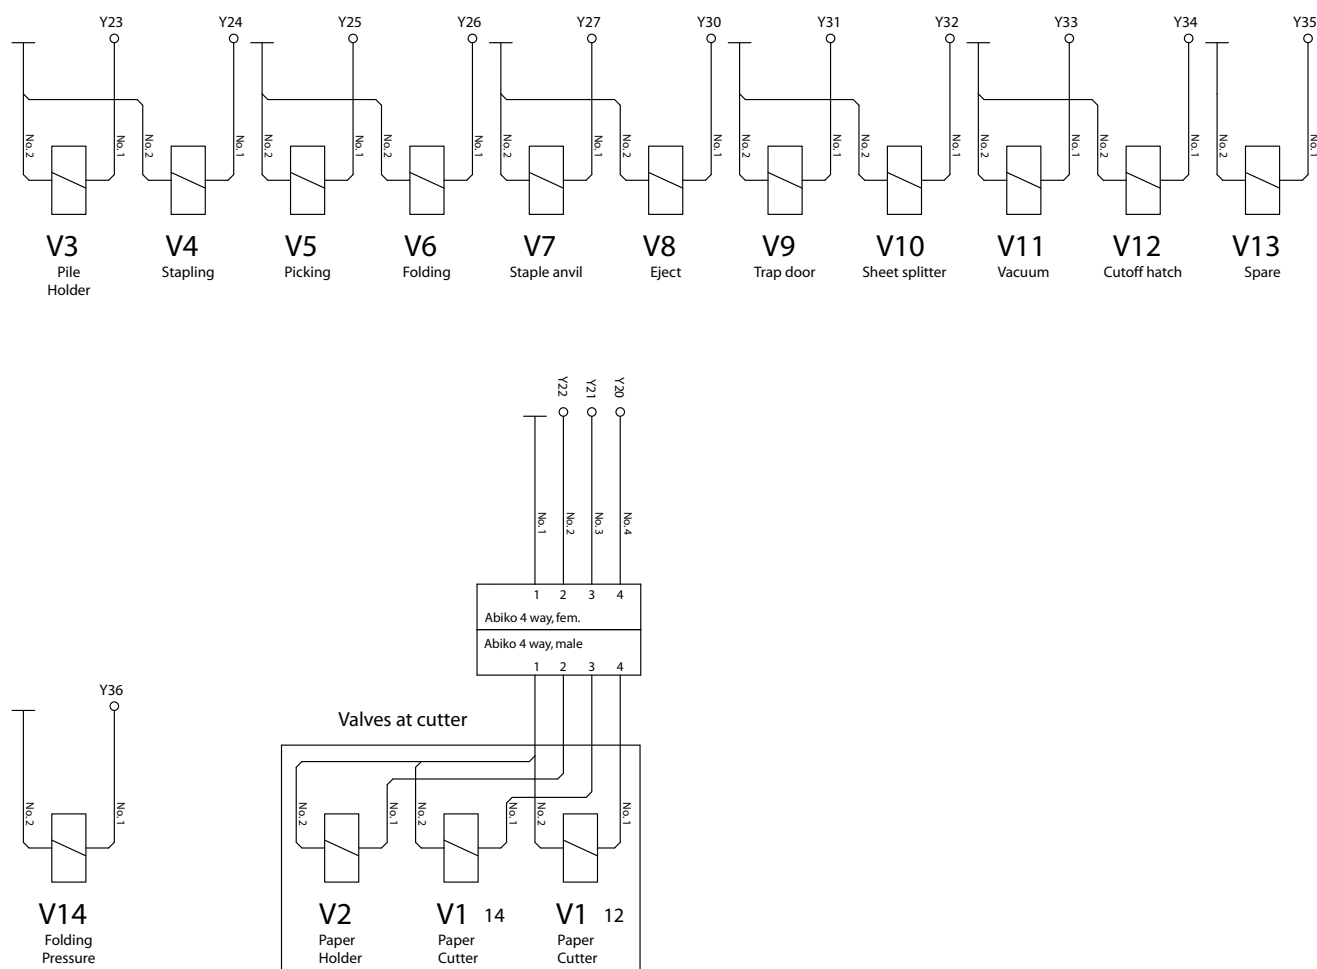 Y23 Y24 Y25 Y26 Y27 Y30 Y31 Y32 Y33 Y34 Y35
No.2 No.1 No.2 No.1 No.2 No.1 No.2 No.1 No.2 No.1 No.2 No.1 No.2 No.1 No.2 No.1 No.2 No.1 No.2 No.1 No.2 No.1
V3 V4 V5 V6 V7 V8 V9 V10 V11 V12 V13
Pile Stapling Picking Folding Staple anvil Eject Trap door Sheet splitter Vacuum Cutoff hatch Spare
Holder
Y22 Y21 Y20
No.1 No.2 No.3 No.4
1 2 3 4
Abiko 4 way, fem.
Abiko 4 way, male
1 2 3 4
Y36
Valves at cutter
No.2 No.1 No.2 No.1 No.2 No.1 No.2 No.1
V14 V2 V1 14 V1 12
Folding Paper Paper Paper
Pressure Holder Cutter Cutter